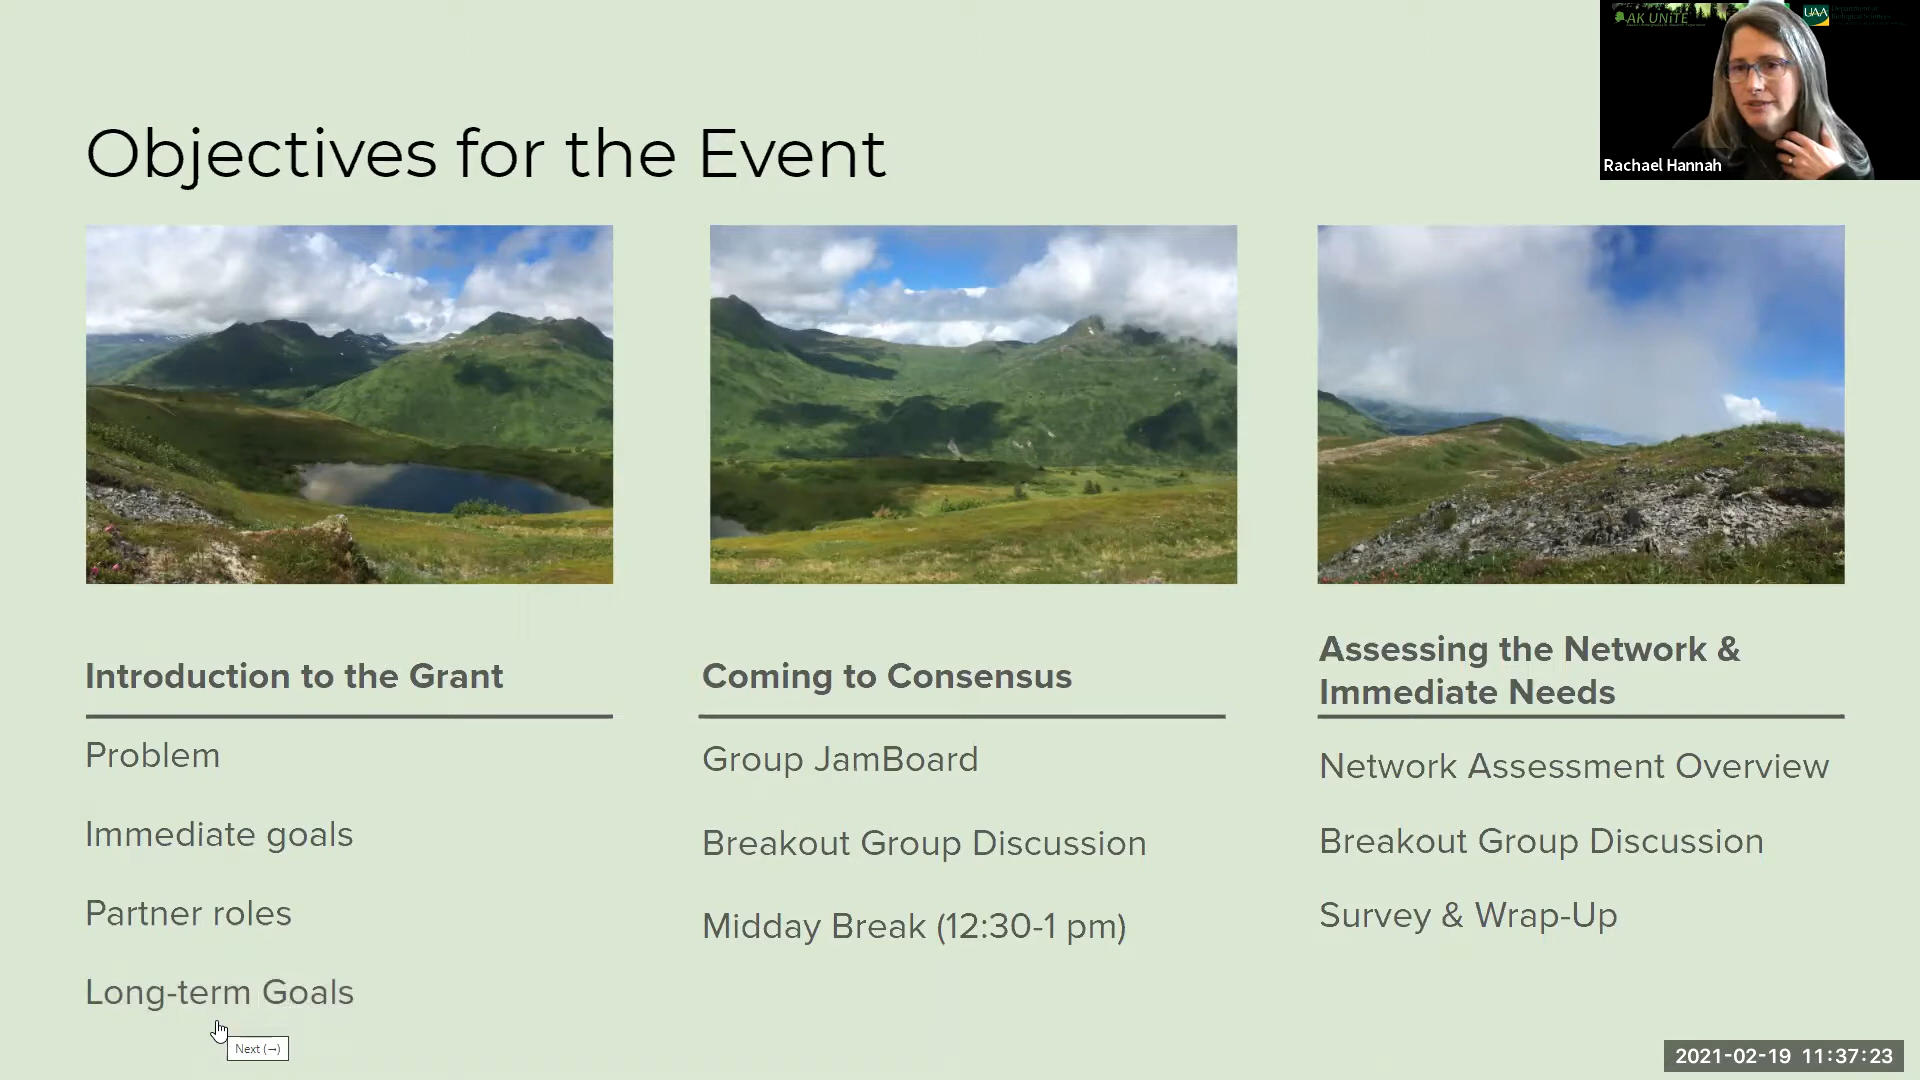 AK UNiTE
UAA
Rachael Hannah
Objectives for the Event
Introduction to the Grant
Problem
Immediate goals
Partner roles
Long-term Goals
Coming to Consensus
Group JamBoard
Breakout Group Discussion
Midday Break (12:30-1 pm)
Assessing the Network &
Immediate Needs
Network Assessment Overview
Breakout Group Discussion
Survey & Wrap-Up
Next (→)
2021-02-19 11:37:23